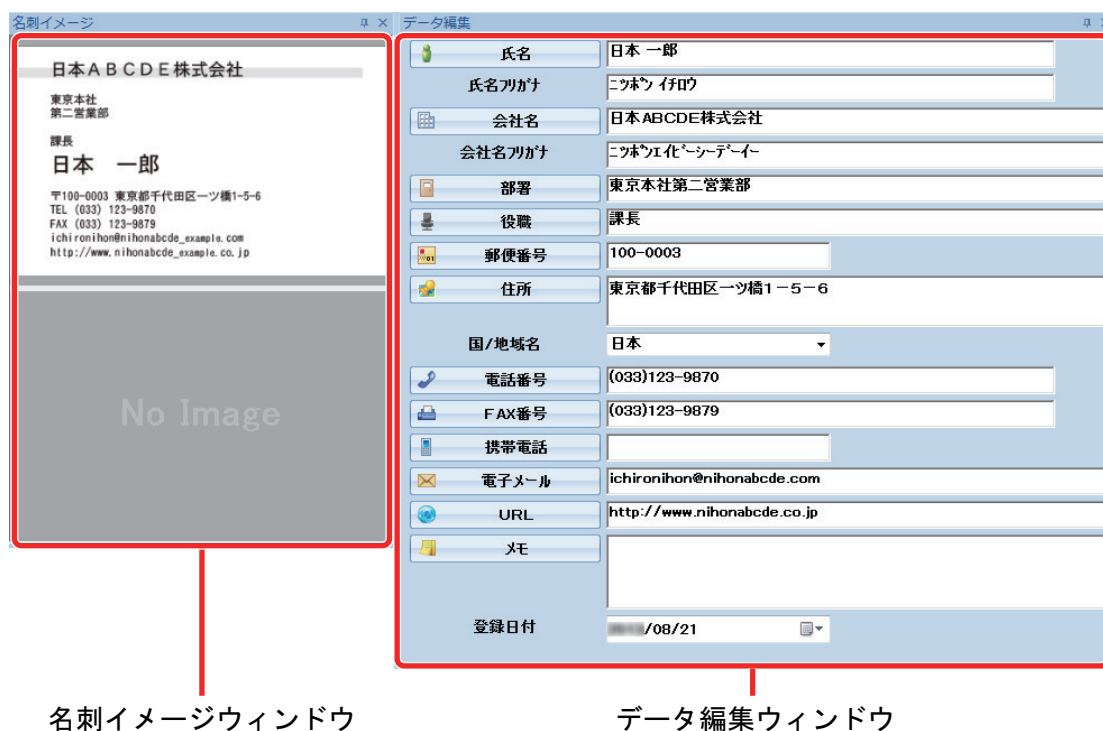 名刺イメージ
日本ABCDE株式会社
東京本社
第二営業部
課長
日本 一郎
〒100-0003 東京都千代田区一ツ橋1-5-6
TEL (033) 123-9870
FAX (033) 123-9879
ichironihon@nihonabcde_example.com
http://www.nihonabcde_example.co.jp
No Image
データ編集
氏名 日本 一郎
氏名フリガナ ニッポン イチロウ
会社名 日本ABCDE株式会社
会社名フリガナ ニッポンエイビーシーデーイー
部署 東京本社第二営業部
役職 課長
郵便番号 100-0003
住所 東京都千代田区一ツ橋1-5-6
国/地域名 日本
電話番号 (033)123-9870
FAX番号 (033)123-9879
携帯電話
電子メール ichironihon@nihonabcde.com
URL http://www.nihonabcde.co.jp
メモ
登録日付 /08/21
名刺イメージウィンドウ
データ編集ウィンドウ